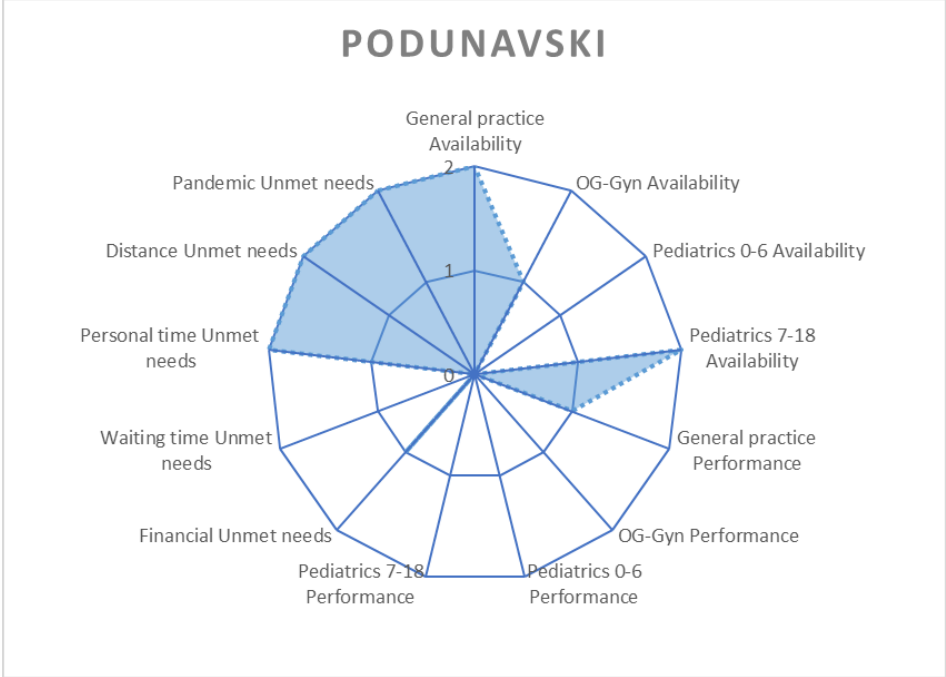 PODUNAVSKI
General practice
Availability
2
Pandemic Unmet needs
OG-Gyn Availability
Distance Unmet needs
Pediatrics 0-6 Availability
1
Personal time Unmet
needs
Pediatrics 7-18
Availability
0
Waiting time Unmet
needs
General practice
Performance
Financial Unmet needs
OG-Gyn Performance
Pediatrics 7-18
Performance
Pediatrics 0-6
Performance